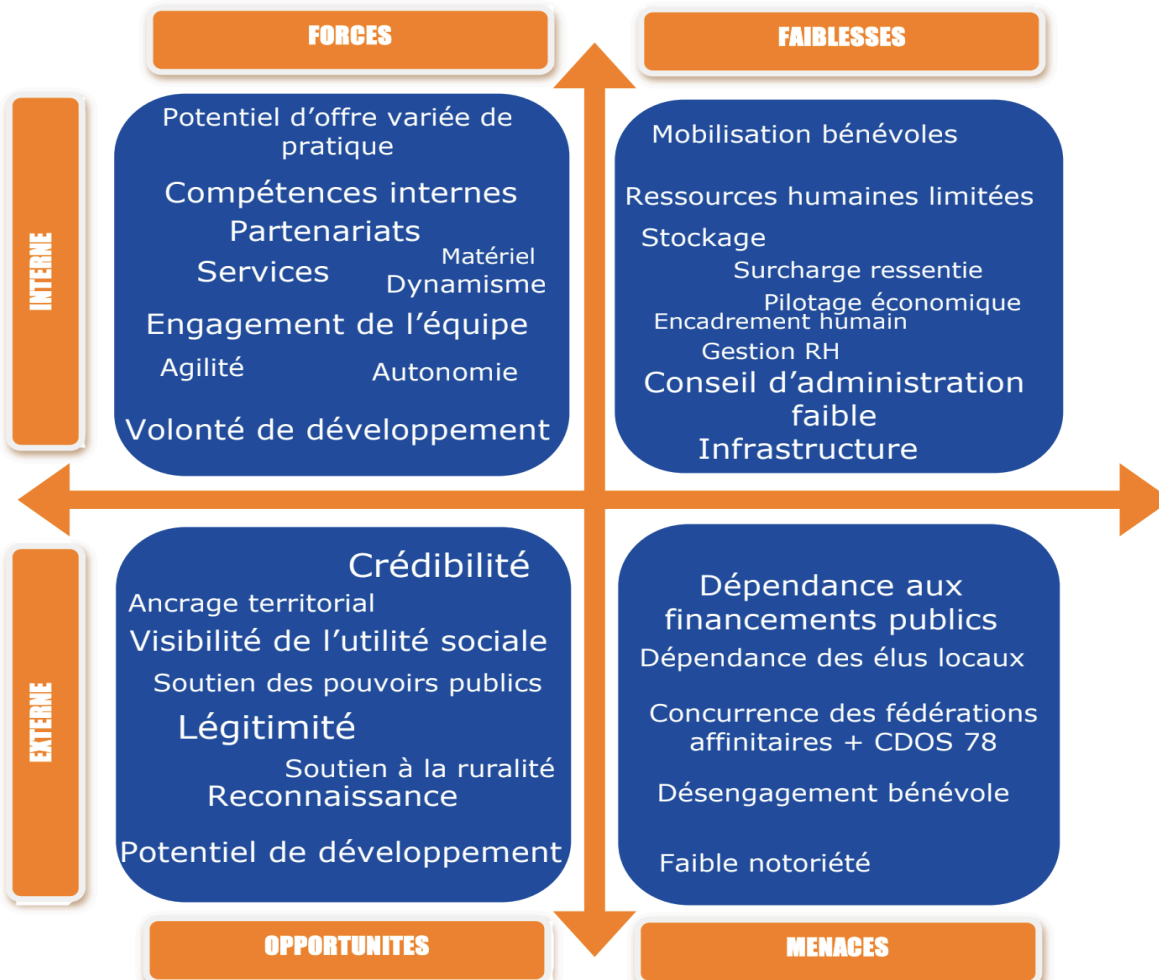 FORCES
FAIBLESSES
INTERNE
Potentiel d’offre variée de
pratique
Compétences internes
Partenariats
Matériel
Services
Dynamisme
Engagement de l’équipe
Agilité
Autonomie
Volonté de développement
Mobilisation bénévoles
Ressources humaines limitées
Stockage
Surcharge ressentie
Pilotage économique
Encadrement humain
Gestion RH
Conseil d’administration
faible
Infrastructure
EXTERNE
Crédibilité
Ancrage territorial
Visibilité de l’utilité sociale
Soutien des pouvoirs publics
Légitimité
Soutien à la ruralité
Reconnaissance
Potentiel de développement
Dépendance aux
financements publics
Dépendance des élus locaux
Concurrence des fédérations
affinitaires + CDOS 78
Désengagement bénévole
Faible notoriété
OPPORTUNITES
MENACES